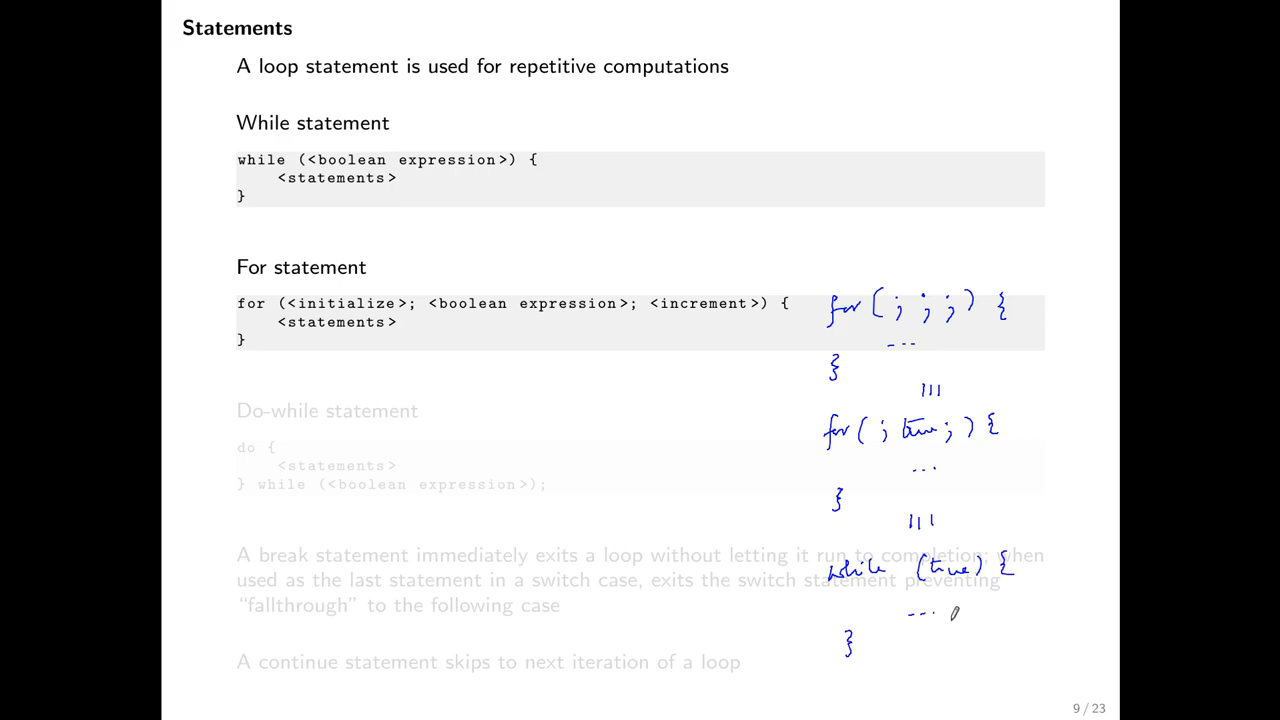 Statements
A loop statement is used for repetitive computations
While statement
while (<boolean expression>) {
    <statements>
}
For statement
for (<initialize>; <boolean expression>; <increment>) {
    <statements>
}
for ( ; ; ; ) {
...
}
|||
for ( ; true ; ) {
...
}
|||
while (true) {
...
}
Do-while statement
do {
    <statements>
} while (<boolean expression>);
A break statement immediately exits a loop without letting it run to completion; when
used as the last statement in a switch case, exits the switch statement preventing
“fallthrough” to the following case
A continue statement skips to next iteration of a loop
9 / 23